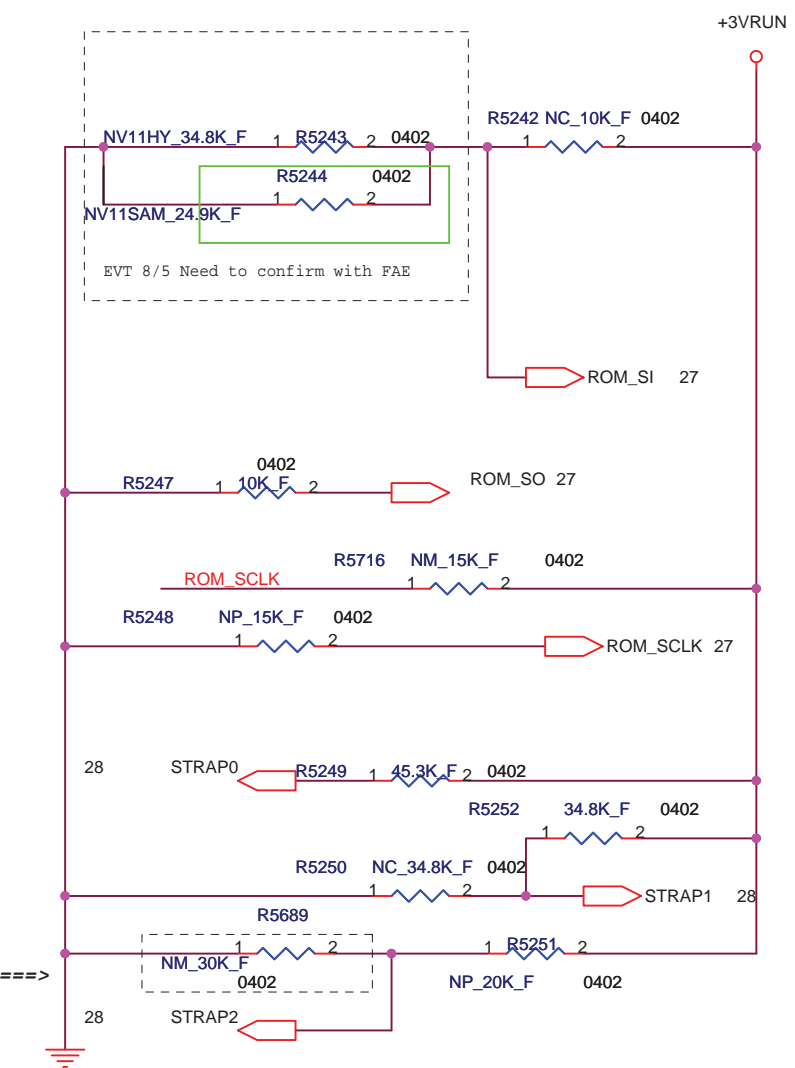 +3VRUN
R5242 NC_10K_F 0402
NV11HY_34.8K_F 1 R5243 2 0402 1 2
R5244 0402
1 2
NV11SAM_24.9K_F
EVT 8/5 Need to confirm with FAE
ROM_SI 27
0402
R5247 1 10K_F 2 ROM_SO 27
R5716 NM_15K_F 0402
ROM_SCLK 1 2
R5248 NP_15K_F 0402
1 2 ROM_SCLK 27
28 STRAP0 R5249 1 45.3K_F 2 0402
R5252 34.8K_F 0402
1 2
R5250 NC_34.8K_F 0402
1 2 STRAP1 28
R5689
1 2 1 R5251 2
NM_30K_F
===>
0402 NP_20K_F 0402
28 STRAP2